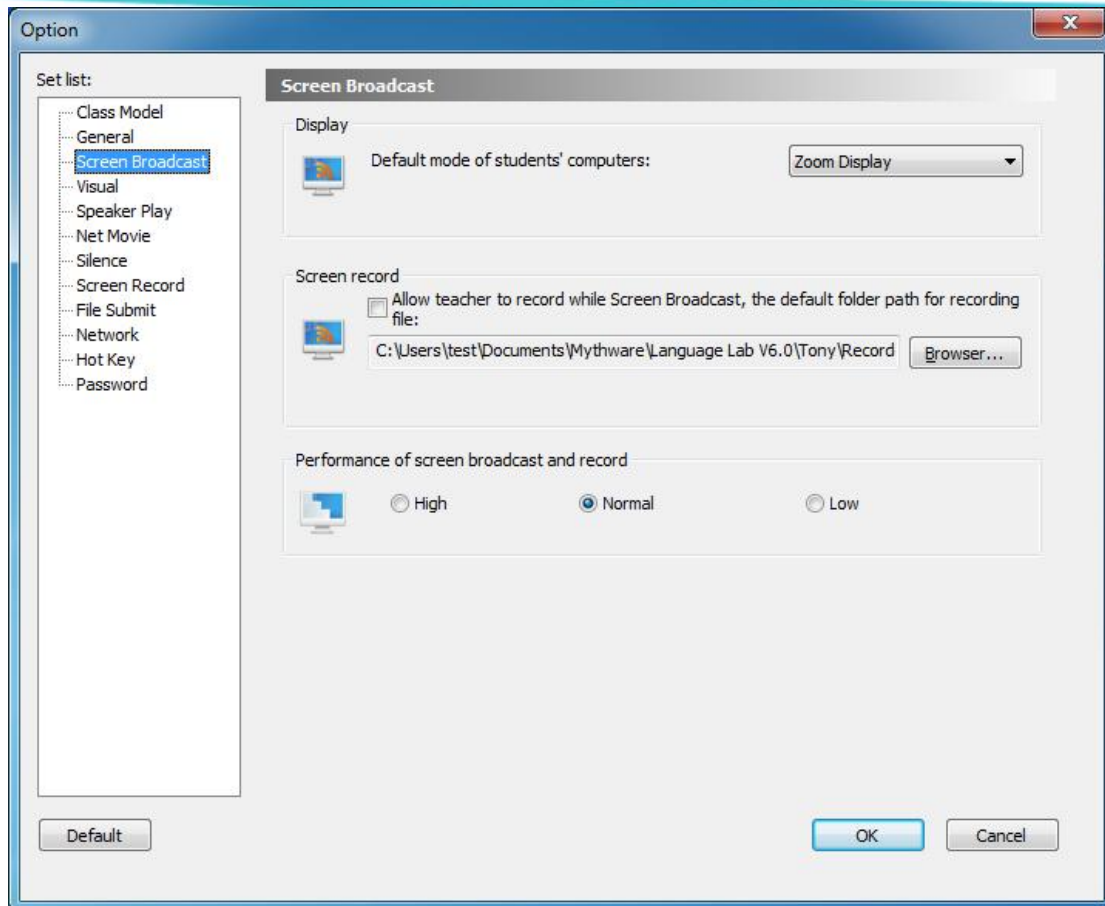 Option
X
Set list:
Class Model
General
Screen Broadcast
Visual
Speaker Play
Net Movie
Silence
Screen Record
File Submit
Network
Hot Key
Password
Screen Broadcast
Display
Default mode of students' computers:
Zoom Display
Screen record
Allow teacher to record while Screen Broadcast, the default folder path for recording
file:
C:\Users\test\Documents\Mythware\Language Lab V6.0\Tony\Record
Browser...
Performance of screen broadcast and record
High
Normal
Low
Default
OK
Cancel